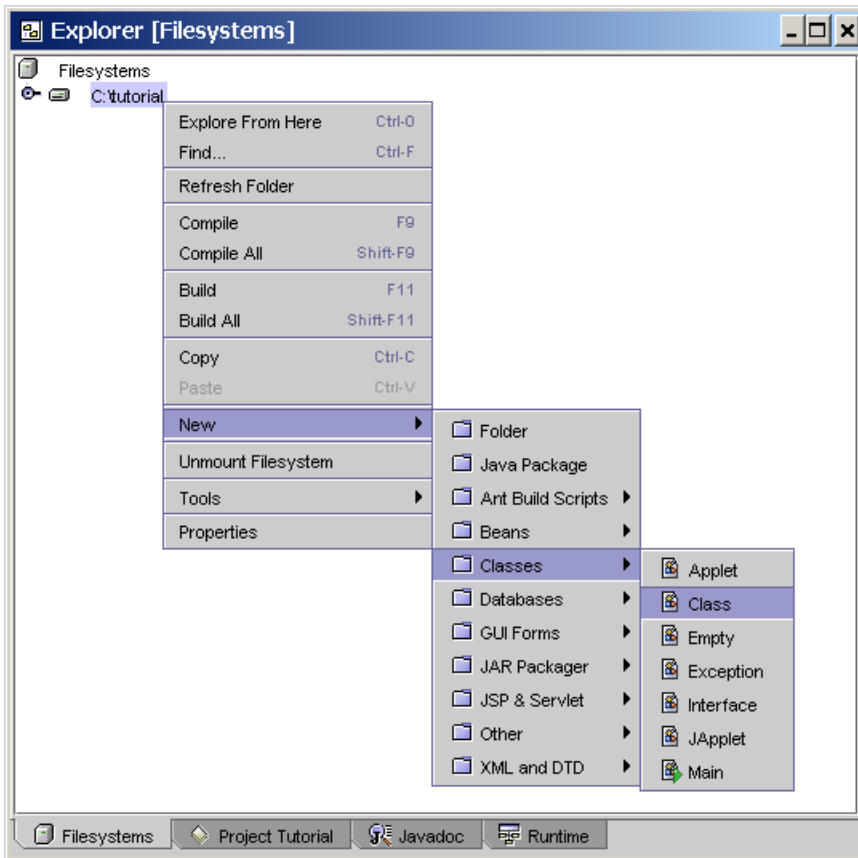 Explorer [Filesystems]
Filesystems
C:\tutorial
Explore From Here Ctrl-O
Find... Ctrl-F
Refresh Folder
Compile F9
Compile All Shift-F9
Build F11
Build All Shift-F11
Copy Ctrl-C
Paste Ctrl-V
New
Unmount Filesystem
Tools
Properties
Folder
Java Package
Ant Build Scripts
Beans
Classes
Databases
GUI Forms
JAR Packager
JSP & Servlet
Other
XML and DTD
Applet
Class
Empty
Exception
Interface
JApplet
Main
Filesystems Project Tutorial Javadoc Runtime